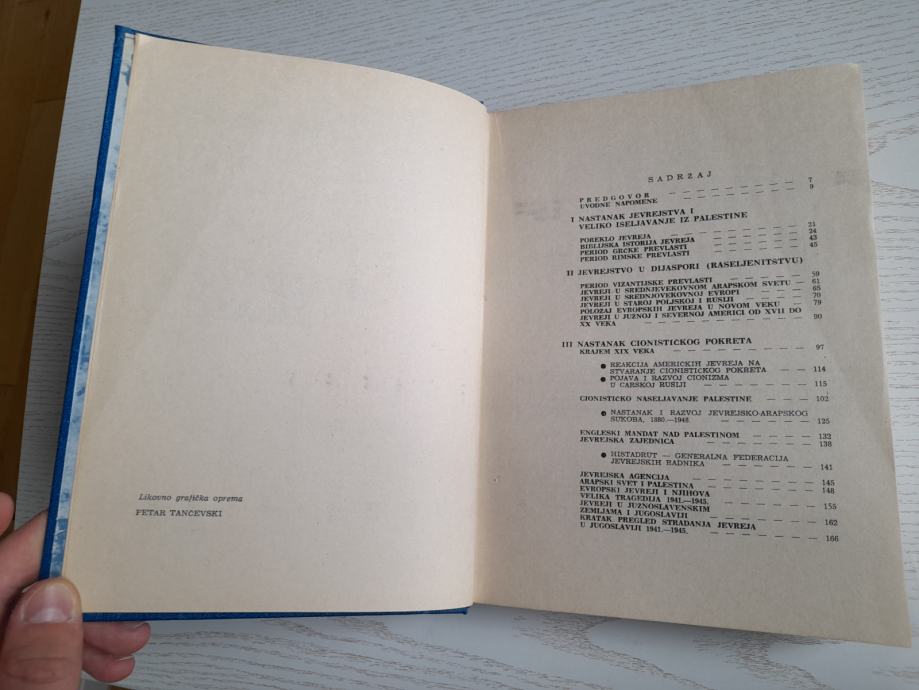 Likovno grafička oprema
PETAR TANČEVSKI
SADRŽAJ
PREDGOVOR — — — — — — — — 7
UVODNE NAPOMENE — — — — — — — 9
I NASTANAK JEVREJSTVA I
VELIKO ISELJAVANJE IZ PALESTINE
POREKLO JEVREJA — — — — — — — 21
BIBLIJSKA ISTORIJA JEVREJA — — — — — 24
PERIOD GRČKE PREVLASTI — — — — — 43
PERIOD RIMSKE PREVLASTI — — — — — 45
II JEVREJSTVO U DIJASPORI (RASELJENITSTVU)
PERIOD VIZANTIJSKE PREVLASTI — — — — 59
JEVREJI U SREDNJEVEKOVNOM ARAPSKOM SVETU — 61
JEVREJI U SREDNJOVEKOVNOJ EVROPI — — — 65
JEVREJI U STAROJ POLJSKOJ I RUSIJI — — — 70
POLOZAJ EVROPSKIH JEVREJA U NOVOM VEKU — 79
JEVREJI U JUŽNOJ I SEVERNOJ AMERICI OD XVII DO
XX VEKA — — — — — — — — 90
III NASTANAK CIONISTIČKOG POKRETA
KRAJEM XIX VEKA — — — — — — — 97
● REAKCIJA AMERIČKIH JEVREJA NA
STVARANJE CIONISTIČKOG POKRETA — — — 114
● POJAVA I RAZVOJ CIONIZMA
U CARSKOJ RUSIJI — — — — — — 115
CIONISTIČKO NASELJAVANJE PALESTINE — — — 102
● NASTANAK I RAZVOJ JEVREJSKO-ARAPSKOG
SUKOBA, 1880.—1948. — — — — — — 125
ENGLESKI MANDAT NAD PALESTINOM — — — — 132
JEVREJSKA ZAJEDNICA — — — — — — — 138
● HISTADRUT — GENERALNA FEDERACIJA
JEVREJSKIH RADNIKA — — — — — 141
JEVREJSKA AGENCIJA — — — — — — — 145
ARAPSKI SVET I PALESTINA — — — — — — 148
EVROPSKI JEVREJI I NJIHOVA
VELIKA TRAGEDIJA 1941.—1945. — — — — — 155
JEVREJI U JUŽNOSLAVENSKIM
ZEMLJAMA I JUGOSLAVIJI — — — — — — 162
KRATAK PREGLED STRADANJA JEVREJA
U JUGOSLAVIJI 1941.—1945. — — — — — — 166